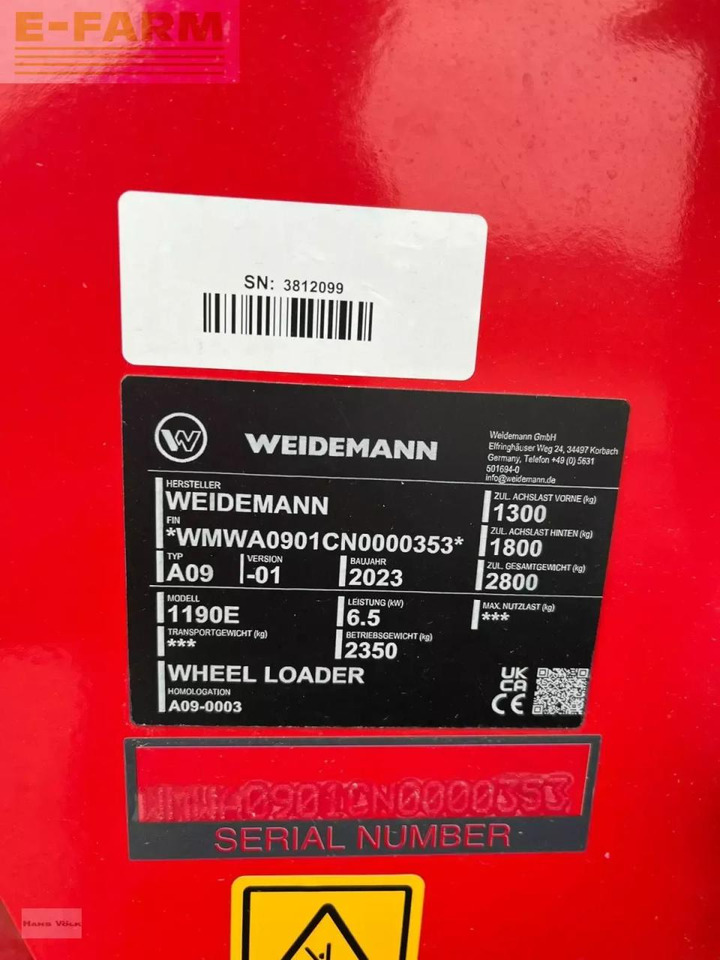 E-FARM
SN: 3812099
WEIDEMANN
Weidemann GmbH
Elfringhäuser Weg 24, 34497 Korbach
Germany, Telefon +49 (0) 5631
501694-0
info@weidemann.de
HERSTELLER
WEIDEMANN
FIN
*WMWA0901CN0000353*
TYP
A09
VERSION
-01
BAUJAHR
2023
ZUL. ACHSLAST VORNE (kg)
1300
ZUL. ACHSLAST HINTEN (kg)
1800
ZUL. GESAMTGEWICHT (kg)
2800
MODELL
1190E
LEISTUNG (kW)
6.5
MAX. NUTZLAST (kg)
***
TRANSPORTGEWICHT (kg)
***
BETRIEBSGEWICHT (kg)
2350
WHEEL LOADER
HOMOLOGATION
A09-0003
UK
CA
CE
WMWA0901CN0000353
SERIAL NUMBER
HANS VÖLK